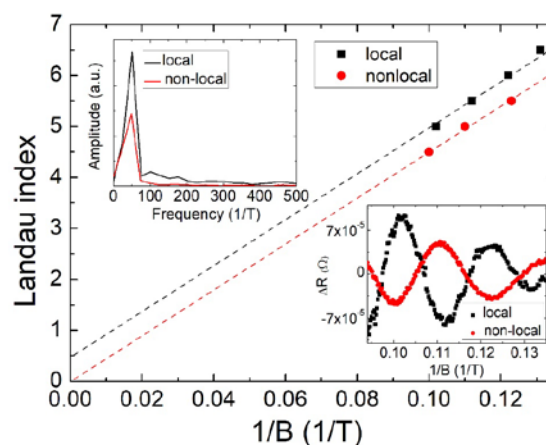 7
6
5
4
3
2
1
0
Landau index
0.00 0.02 0.04 0.06 0.08 0.10 0.12
1/B (1/T)
local
nonlocal
Amplitude (a.u.)
local
non-local
0 100 200 300 400 500
Frequency (1/T)
ΔR (Ω)
7x10⁻⁵
0
-7x10⁻⁵
local
non-local
0.10 0.11 0.12 0.13
1/B (1/T)